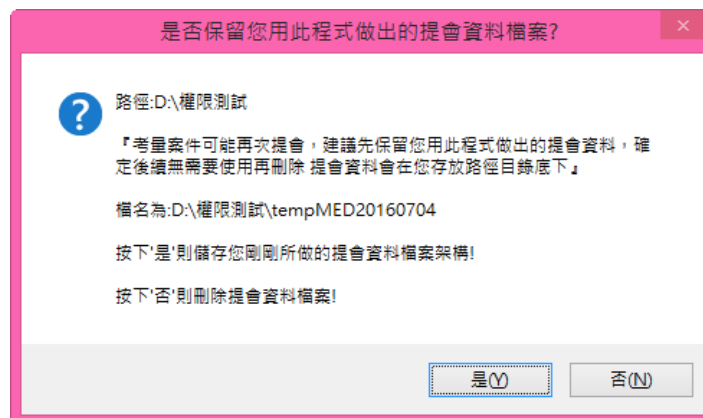 是否保留您用此程式做出的提會資料檔案?
×
路徑:D:\權限測試
『考量案件可能再次提會，建議先保留您用此程式做出的提會資料，確
定後續無需要使用再刪除 提會資料會在您存放路徑目錄底下』
檔名為:D:\權限測試\tempMED20160704
按下'是'則儲存您剛剛所做的提會資料檔案架構!
按下'否'則刪除提會資料檔案!
是(Y)
否(N)